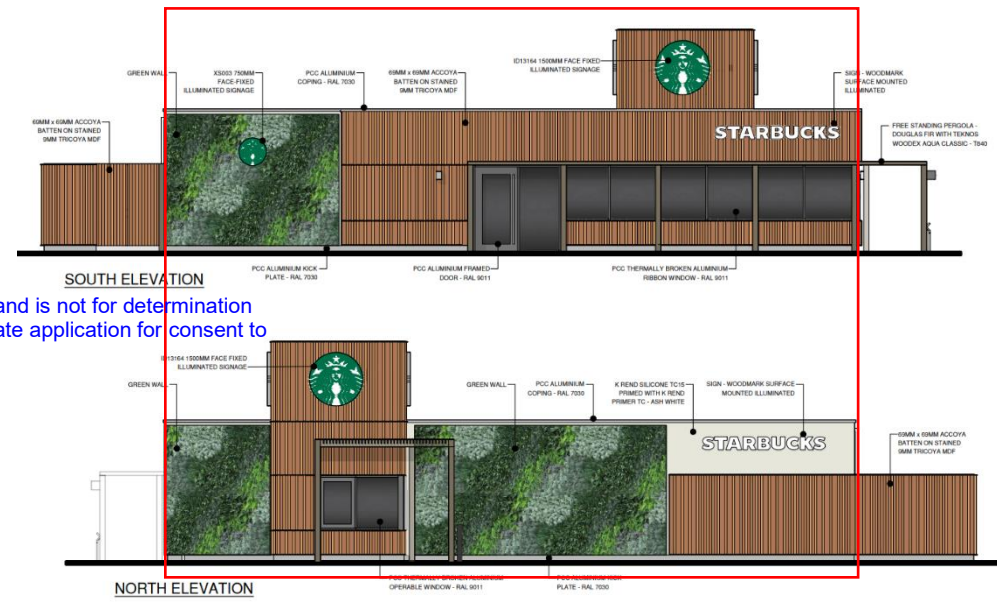 ID13164 1500MM FACE FIXED
ILLUMINATED SIGNAGE
GREEN WALL
XS003 750MM
FACE-FIXED
ILLUMINATED SIGNAGE
PCC ALUMINIUM
COPING - RAL 7030
69MM x 69MM ACCOYA
BATTEN ON STAINED
9MM TRICOYA MDF
SIGN - WOODMARK
SURFACE MOUNTED
ILLUMINATED
69MM x 69MM ACCOYA
BATTEN ON STAINED
9MM TRICOYA MDF
STARBUCKS
FREE STANDING PERGOLA -
DOUGLAS FIR WITH TEKNOS
WOODEX AQUA CLASSIC - T840
SOUTH ELEVATION
PCC ALUMINIUM KICK
PLATE - RAL 7030
PCC ALUMINIUM FRAMED
DOOR - RAL 9011
PCC THERMALLY BROKEN ALUMINIUM
RIBBON WINDOW - RAL 9011
and is not for determination
ate application for consent to
ID13164 1500MM FACE FIXED
ILLUMINATED SIGNAGE
GREEN WALL
GREEN WALL
PCC ALUMINIUM
COPING - RAL 7030
K REND SILICONE TC15
PRIMED WITH K REND
PRIMER TC - ASH WHITE
SIGN - WOODMARK SURFACE
MOUNTED ILLUMINATED
STARBUCKS
69MM x 69MM ACCOYA
BATTEN ON STAINED
9MM TRICOYA MDF
NORTH ELEVATION
PCC THERMALLY BROKEN ALUMINIUM
OPERABLE WINDOW - RAL 9011
PCC ALUMINIUM KICK
PLATE - RAL 7030